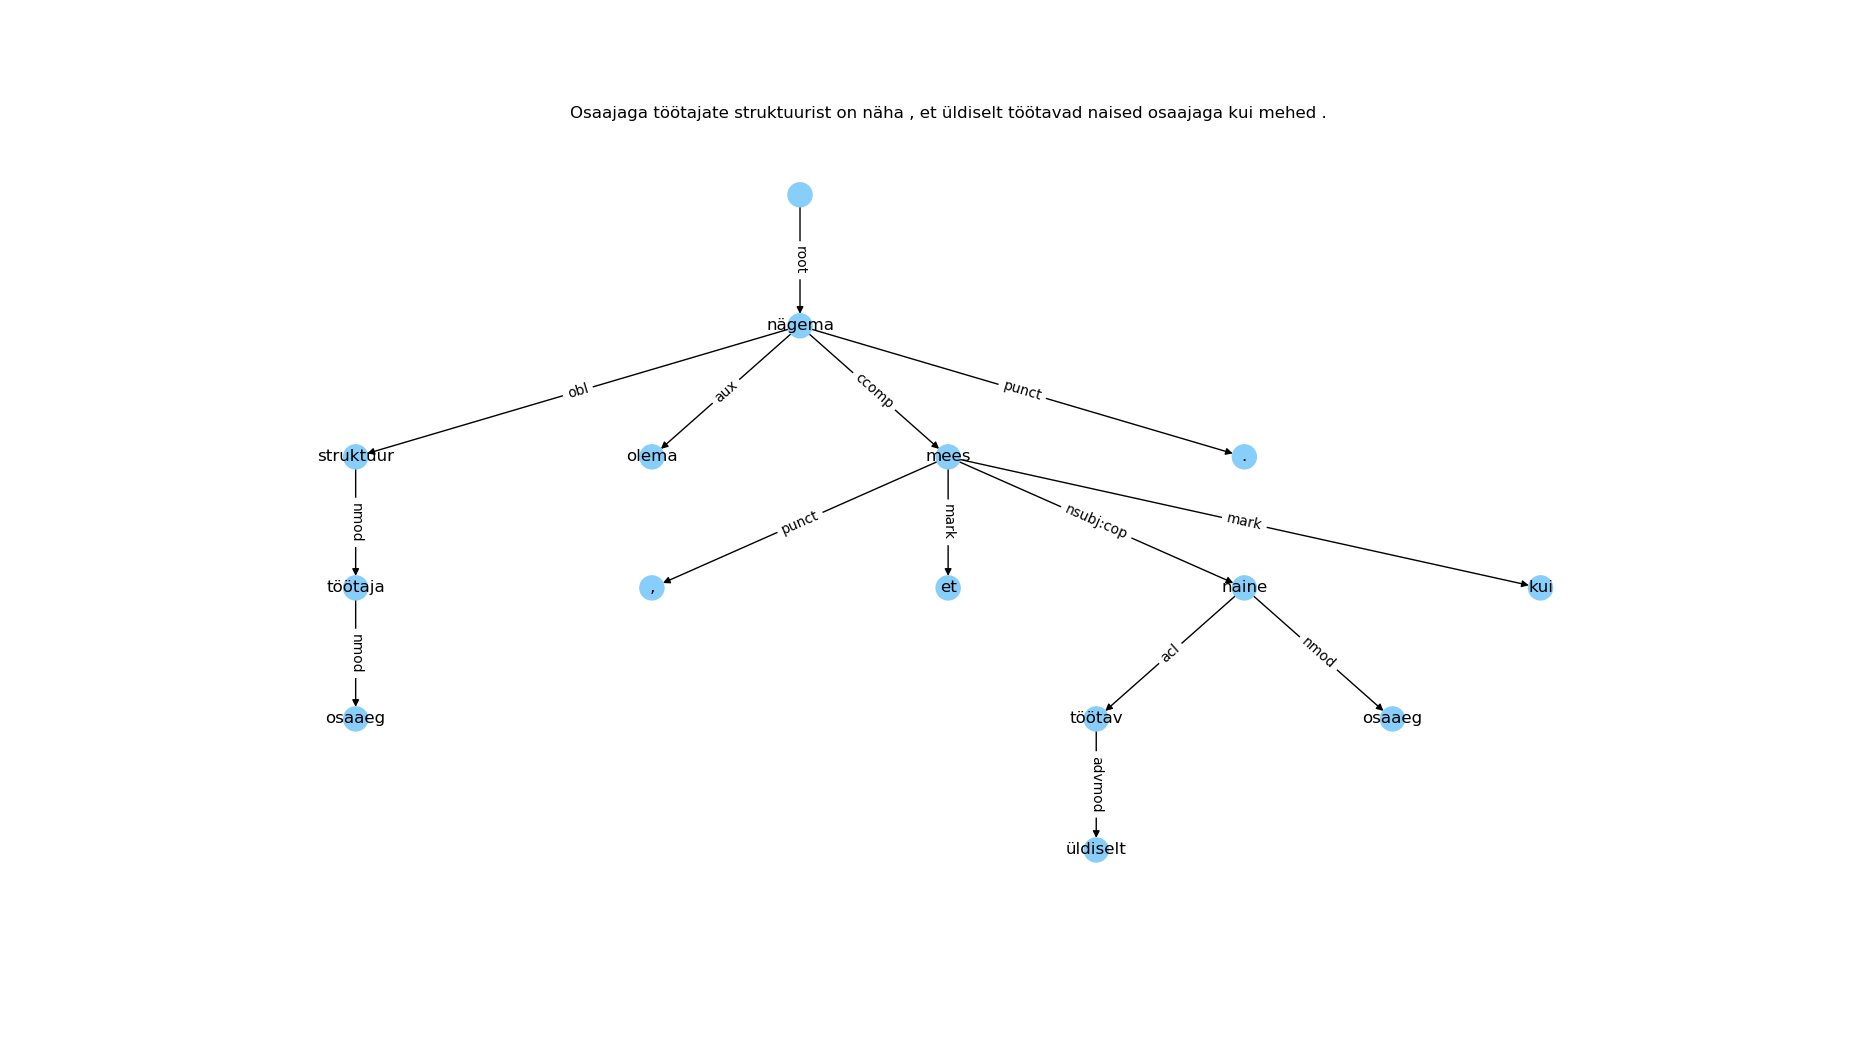 Osaajaga töötajate struktuurist on näha , et üldiselt töötavad naised osaajaga kui mehed .
root
nägema
obl
aux
ccomp
punct
struktuur
olema
mees
.
nmod
punct
mark
nsubj:cop
mark
töötaja
,
et
naine
kui
nmod
acl
nmod
osaaeg
töötav
osaaeg
advmod
üldiselt